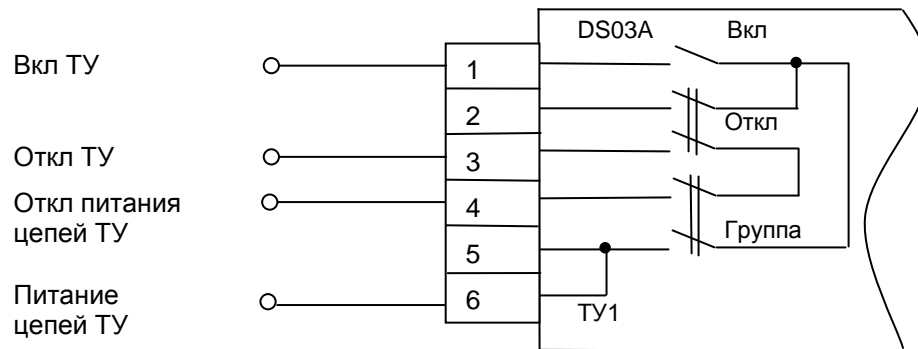 DS03A Вкл
Вкл ТУ
1
2
Откл
Откл ТУ
3
Откл питания
цепей ТУ
4
Группа
5
Питание
цепей ТУ
6
ТУ1